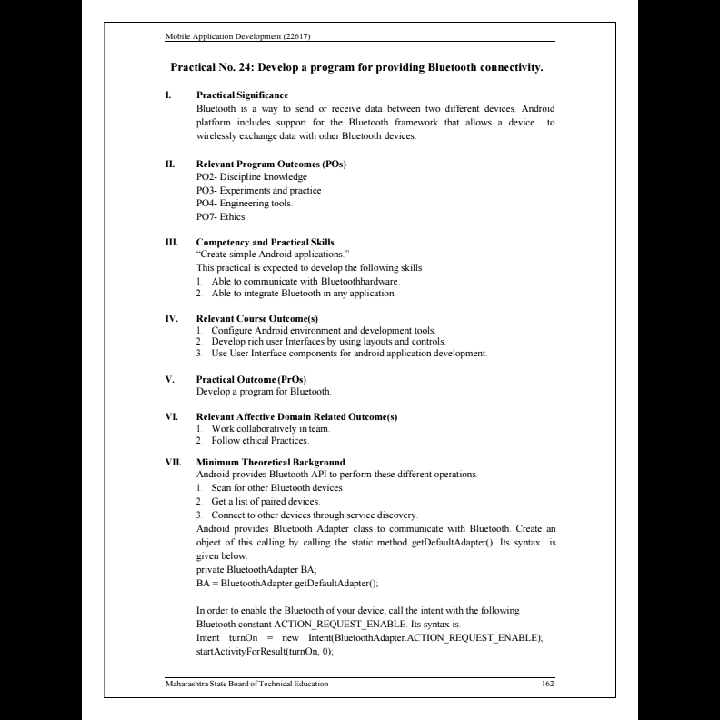 Mobile Application Development (22617)
Practical No. 24: Develop a program for providing Bluetooth connectivity.
I. Practical Significance
Bluetooth is a way to send or receive data between two different devices. Android
platform includes support for the Bluetooth framework that allows a device to
wirelessly exchange data with other Bluetooth devices.
II. Relevant Program Outcomes (POs)
PO2- Discipline knowledge
PO3- Experiments and practice
PO4- Engineering tools.
PO7- Ethics
III. Competency and Practical Skills
“Create simple Android applications.”
This practical is expected to develop the following skills
1. Able to communicate with Bluetoothhardware.
2. Able to integrate Bluetooth in any application.
IV. Relevant Course Outcome(s)
1. Configure Android environment and development tools.
2. Develop rich user Interfaces by using layouts and controls.
3. Use User Interface components for android application development.
V. Practical Outcome (PrOs)
Develop a program for Bluetooth.
VI. Relevant Affective Domain Related Outcome(s)
1. Work collaboratively in team.
2. Follow ethical Practices.
VII. Minimum Theoretical Background
Android provides Bluetooth API to perform these different operations.
1. Scan for other Bluetooth devices
2. Get a list of paired devices.
3. Connect to other devices through service discovery.
Android provides Bluetooth Adapter class to communicate with Bluetooth. Create an
object of this calling by calling the static method getDefaultAdapter(). Its syntax is
given below.
private BluetoothAdapter BA;
BA = BluetoothAdapter.getDefaultAdapter();
In order to enable the Bluetooth of your device, call the intent with the following
Bluetooth constant ACTION_REQUEST_ENABLE. Its syntax is.
Intent turnOn = new Intent(BluetoothAdapter.ACTION_REQUEST_ENABLE);
startActivityForResult(turnOn, 0);
Maharashtra State Board of Technical Education 162